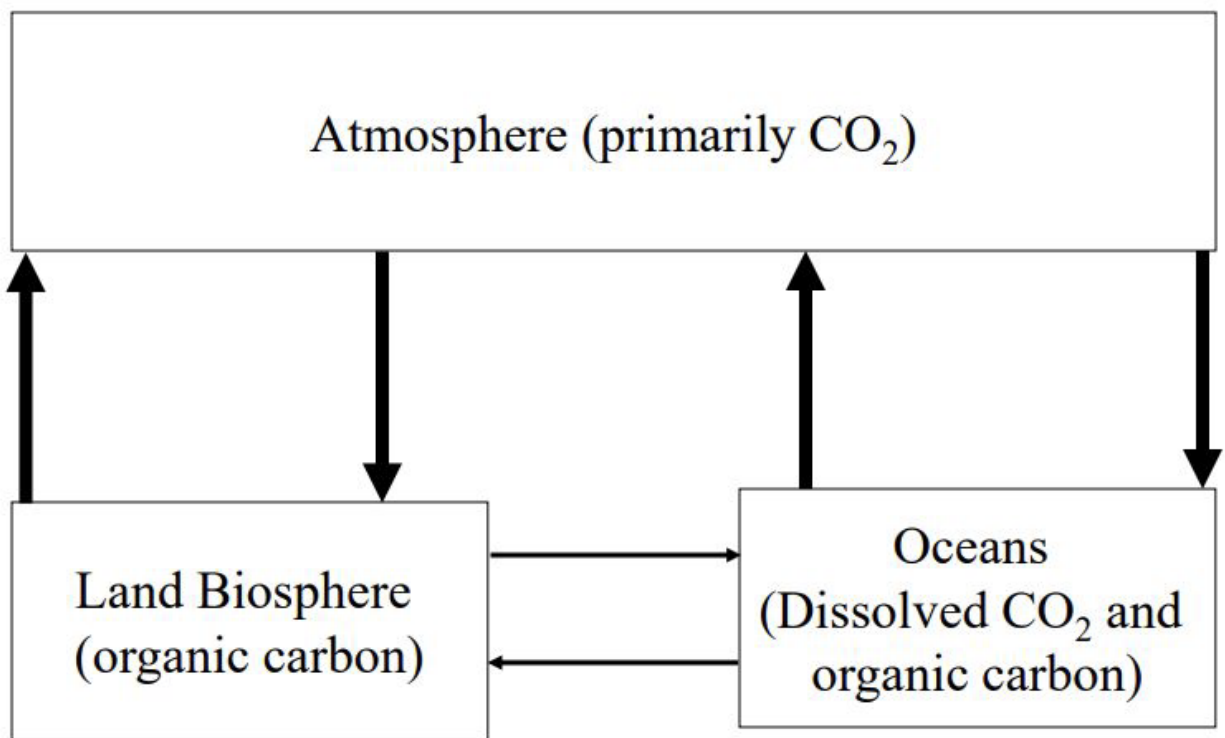 Atmosphere (primarily CO₂)
Land Biosphere
(organic carbon)
Oceans
(Dissolved CO₂ and
organic carbon)